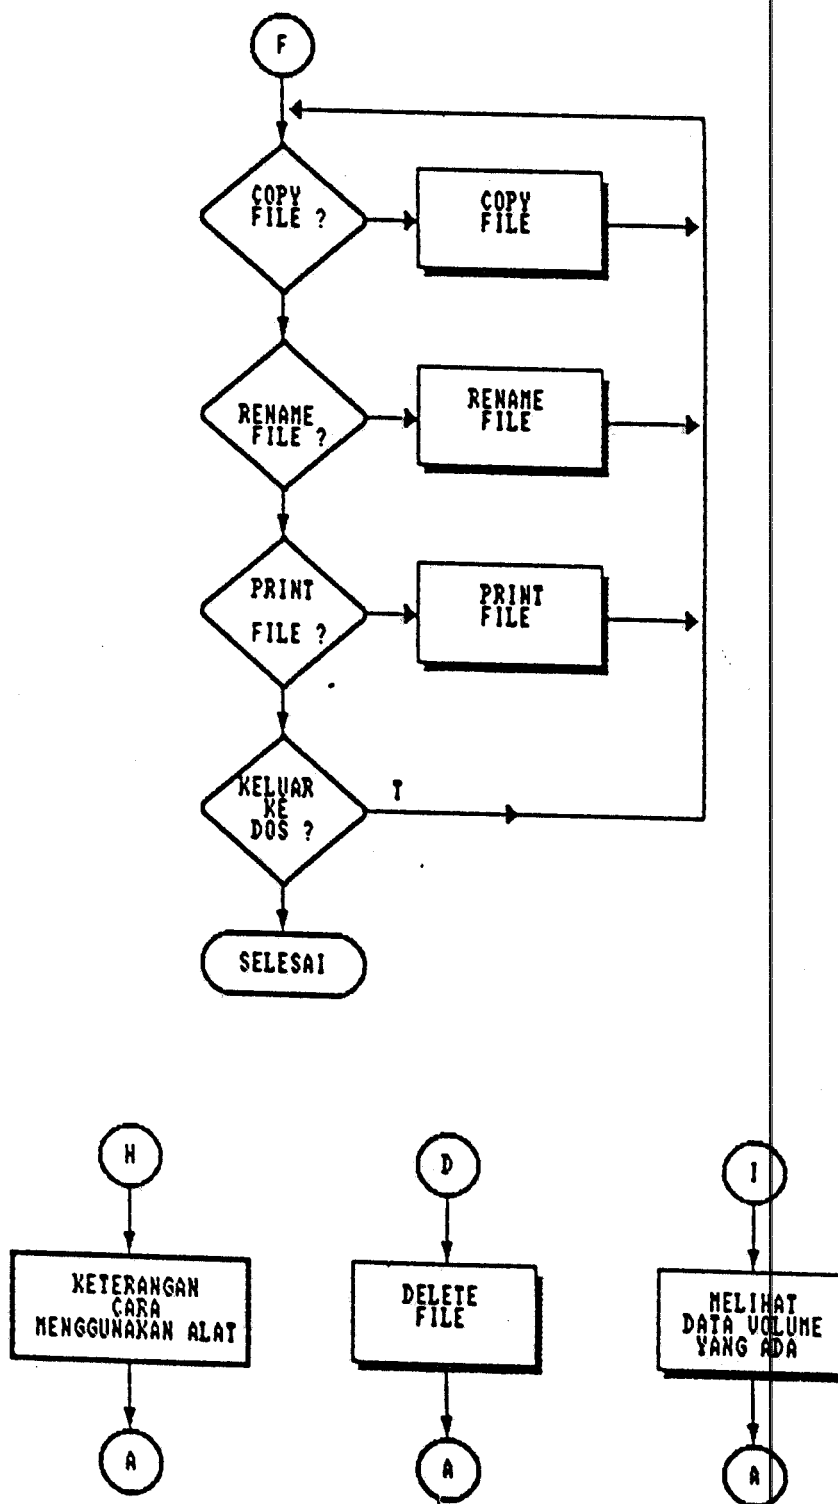 F
COPY
FILE ?
COPY
FILE
RENAME
FILE ?
RENAME
FILE
PRINT
FILE ?
PRINT
FILE
KELUAR
KE
DOS ?
T
SELESAI
H
D
I
KETERANGAN
CARA
MENGGUNAKAN ALAT
DELETE
FILE
MELIHAT
DATA VOLUME
YANG ADA
A
A
A